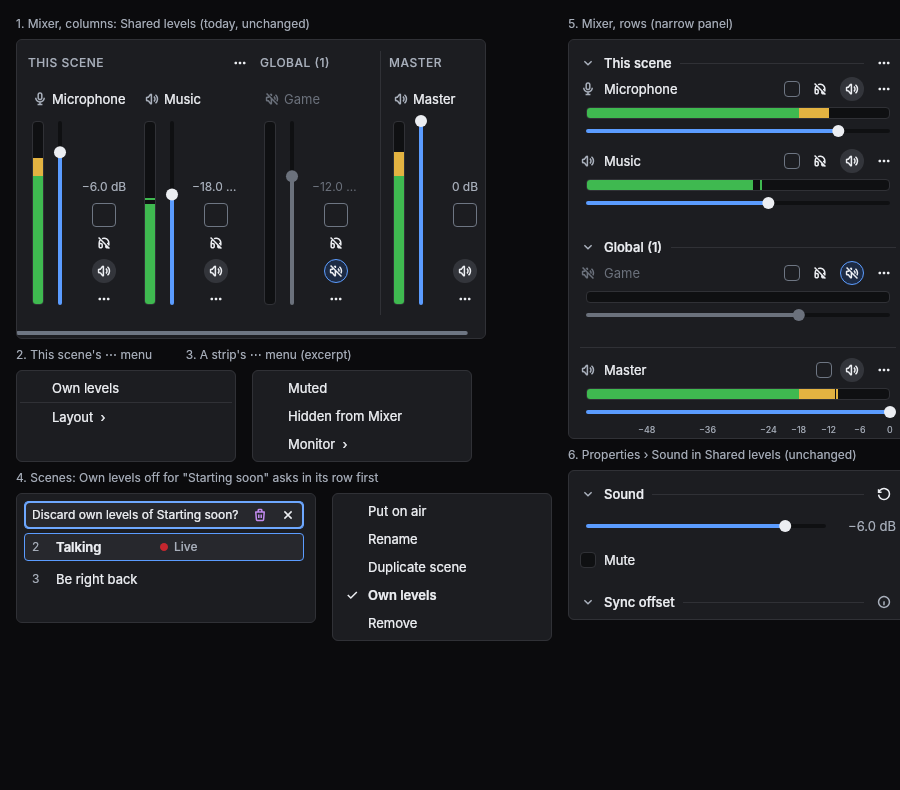 1. Mixer, columns: Shared levels (today, unchanged)
THIS SCENE ··· GLOBAL (1) MASTER
Microphone Music Game Master
−6.0 dB −18.0 ... −12.0 ... 0 dB
2. This scene's ··· menu
Own levels
Layout ›
3. A strip's ··· menu (excerpt)
Muted
Hidden from Mixer
Monitor ›
4. Scenes: Own levels off for "Starting soon" asks in its row first
Discard own levels of Starting soon?
2 Talking Live
3 Be right back
Put on air
Rename
Duplicate scene
Own levels
Remove
5. Mixer, rows (narrow panel)
This scene
Microphone
Music
Global (1)
Game
Master
−48 −36 −24 −18 −12 −6 0
6. Properties › Sound in Shared levels (unchanged)
Sound
−6.0 dB
Mute
Sync offset